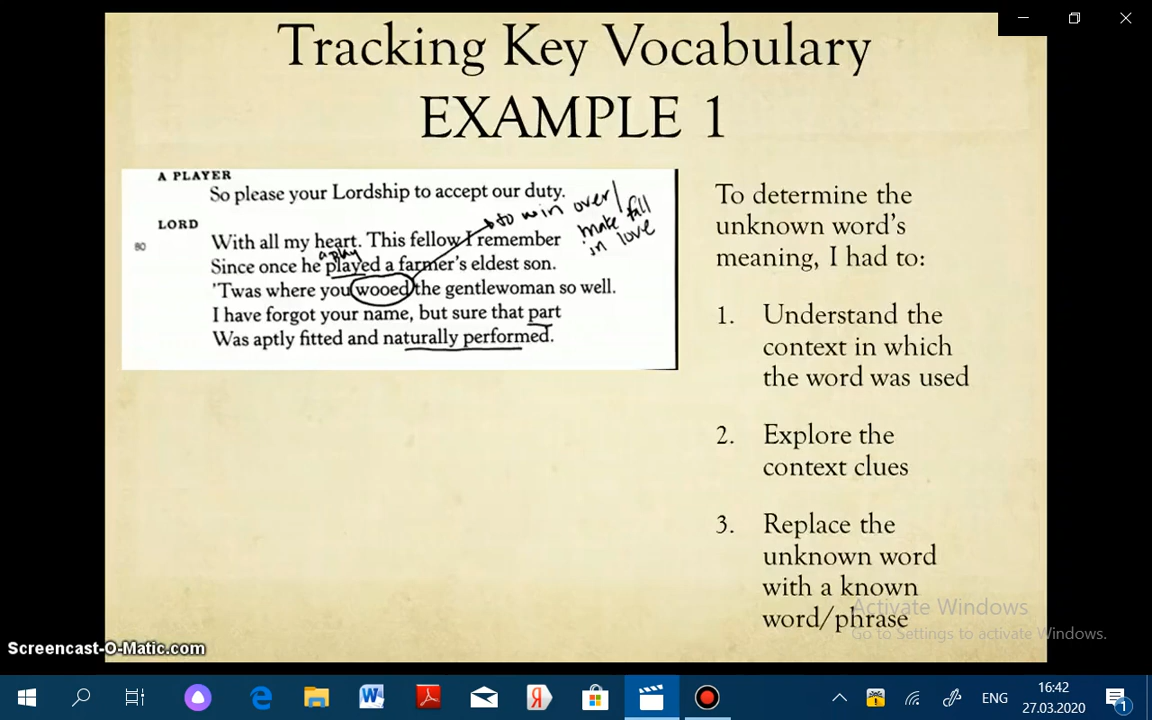 Tracking Key Vocabulary
EXAMPLE 1
A PLAYER
So please your Lordship to accept our duty.
LORD
80
With all my heart. This fellow I remember
Since once he played a farmer's eldest son.
'Twas where you wooed the gentlewoman so well.
I have forgot your name, but sure that part
Was aptly fitted and naturally performed.
a play
to win over/
make fall
in love
To determine the
unknown word's
meaning, I had to:
1. Understand the
context in which
the word was used
2. Explore the
context clues
3. Replace the
unknown word
with a known
word/phrase
Activate Windows
Go to Settings to activate Windows.
Screencast-O-Matic.com
ENG
16:42
27.03.2020
1